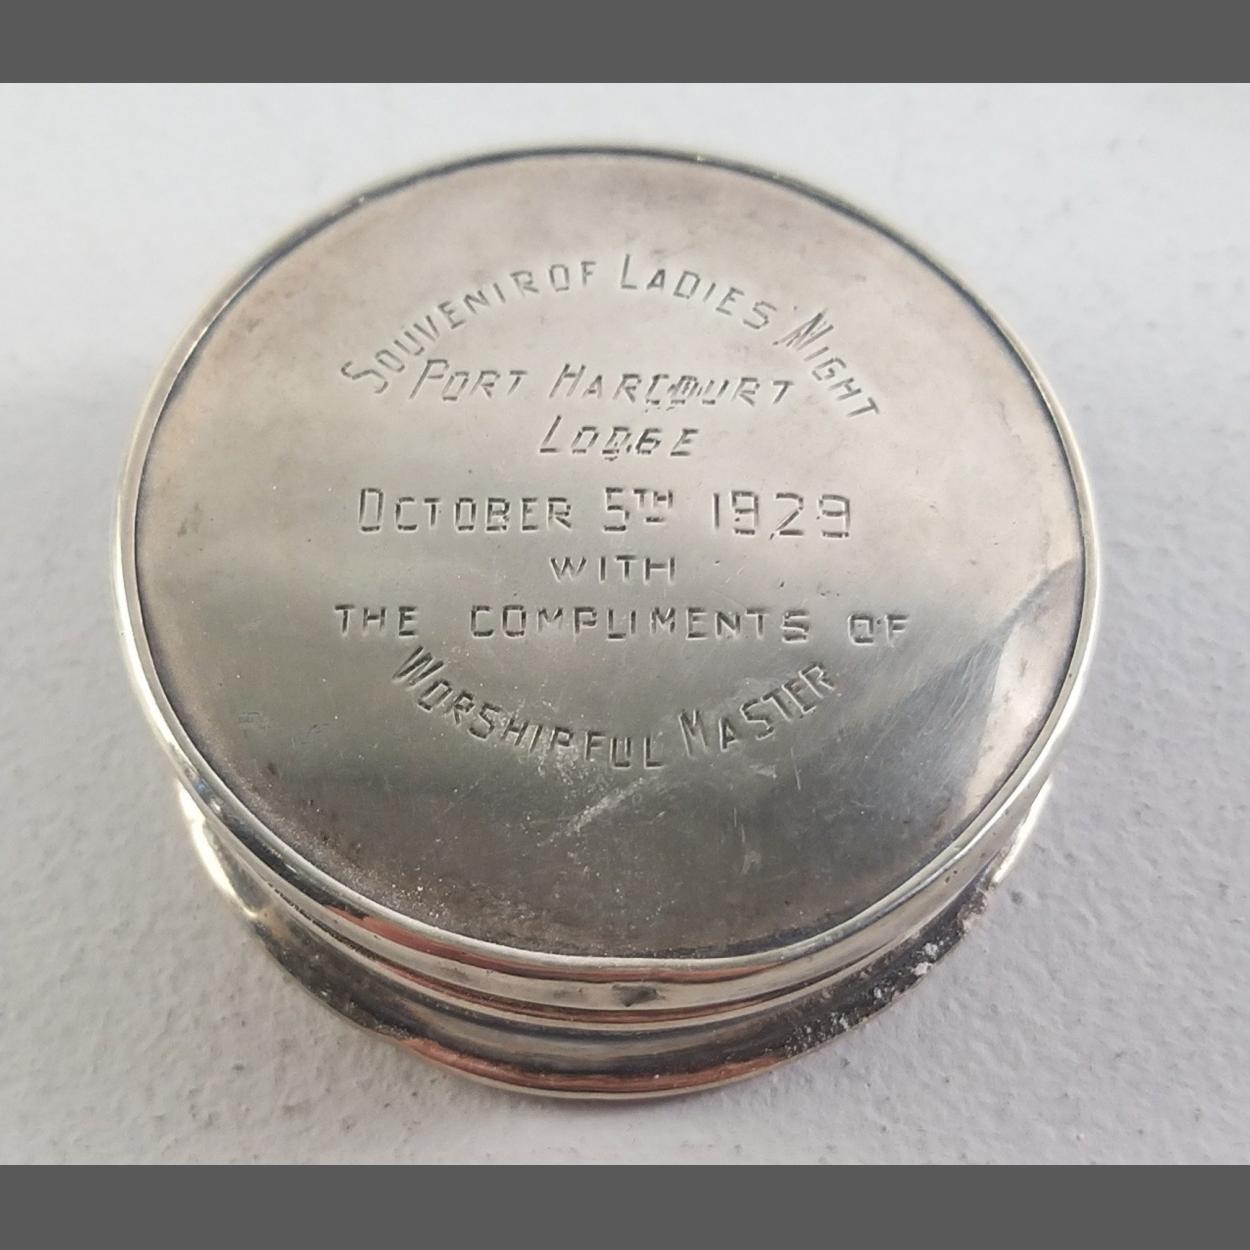 SOUVENIR OF LADIES' NIGHT
PORT HARCOURT
LODGE
OCTOBER 5TH 1929
WITH
THE COMPLIMENTS OF
WORSHIPFUL MASTER